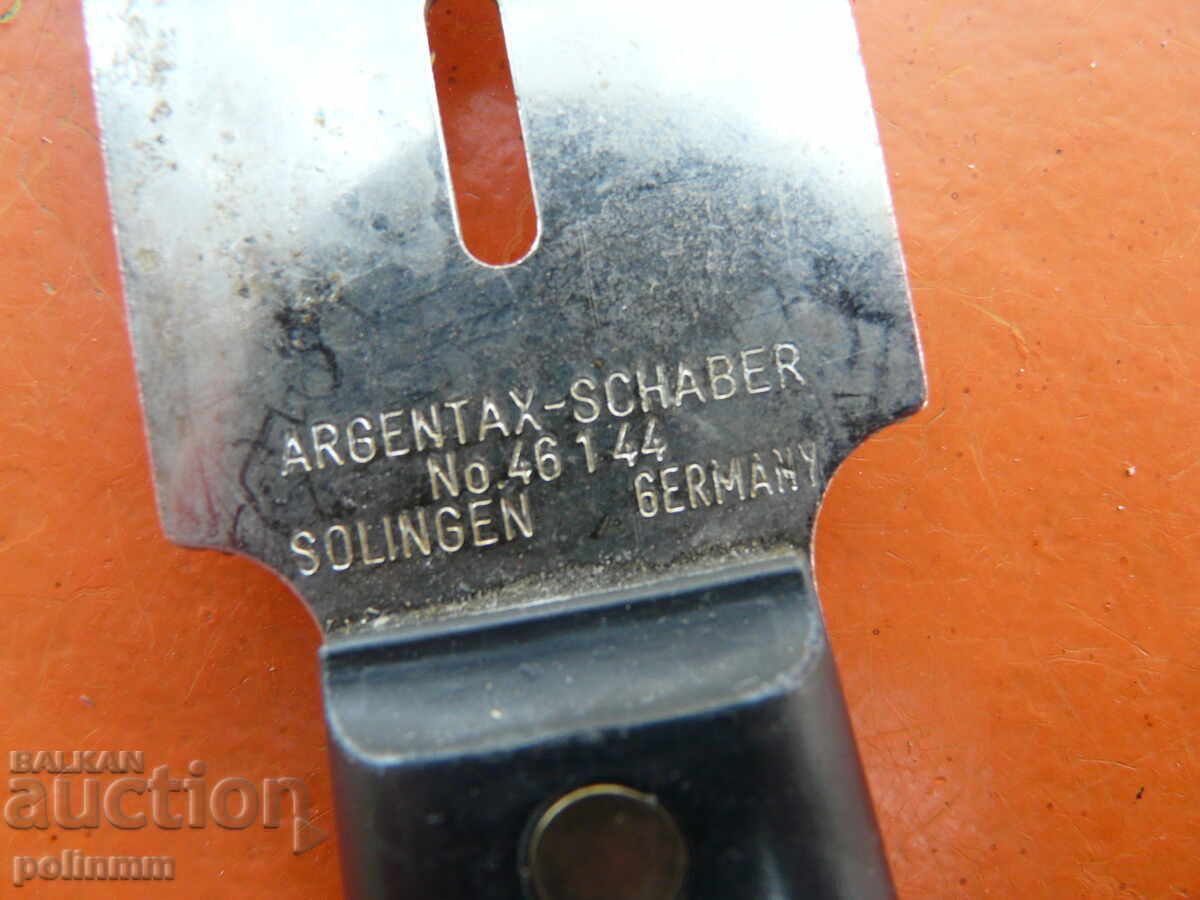 ARGENTAX-SCHABER
No.46144
SOLINGEN GERMANY
BALKAN
auction
polinmm